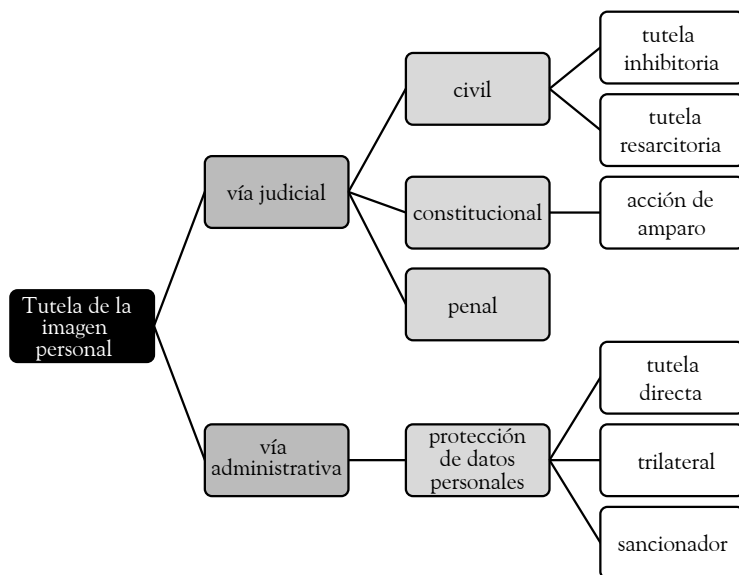 Tutela de la
imagen
personal
vía judicial
civil
tutela
inhibitoria
tutela
resarcitoria
constitucional
acción de
amparo
penal
vía
administrativa
protección
de datos
personales
tutela
directa
trilateral
sancionador